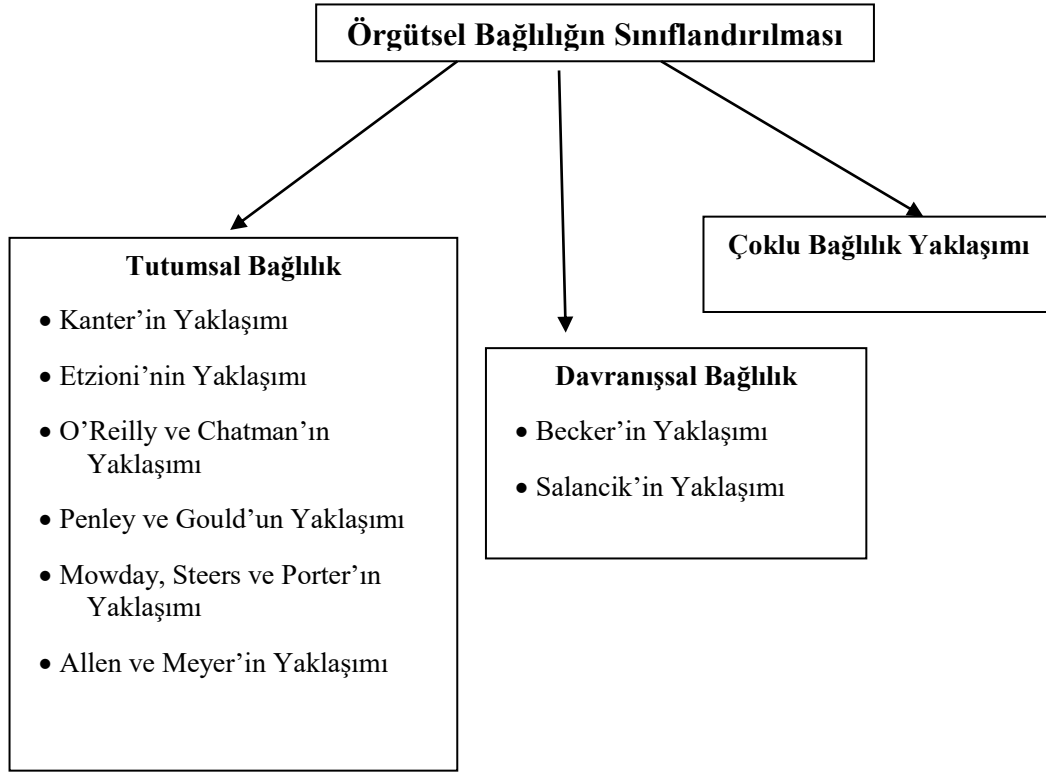 Örgütsel Bağlılığın Sınıflandırılması
Tutumsal Bağlılık
• Kanter’in Yaklaşımı
• Etzioni’nin Yaklaşımı
• O’Reilly ve Chatman’ın
Yaklaşımı
• Penley ve Gould’un Yaklaşımı
• Mowday, Steers ve Porter’ın
Yaklaşımı
• Allen ve Meyer’in Yaklaşımı
Davranışsal Bağlılık
• Becker’in Yaklaşımı
• Salancik’in Yaklaşımı
Çoklu Bağlılık Yaklaşımı